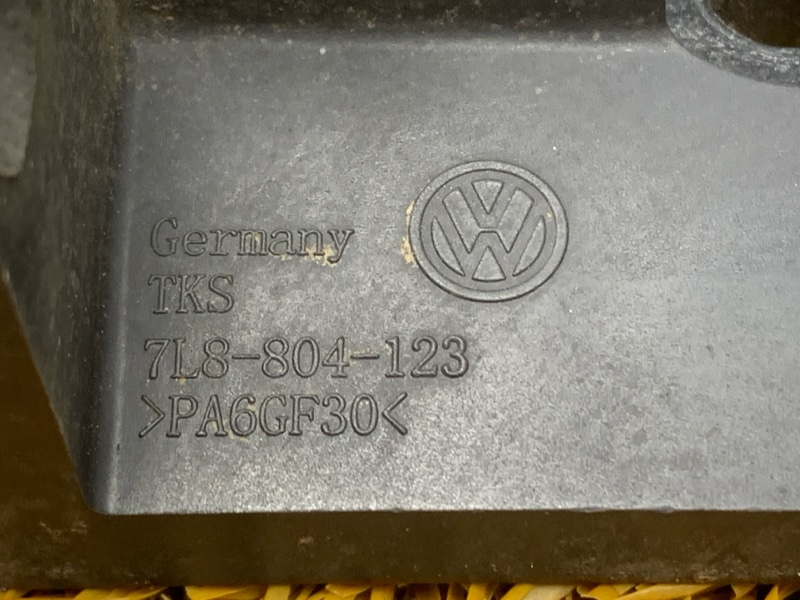 Germany
TKS
7L8-804-123
>PA6GF30<